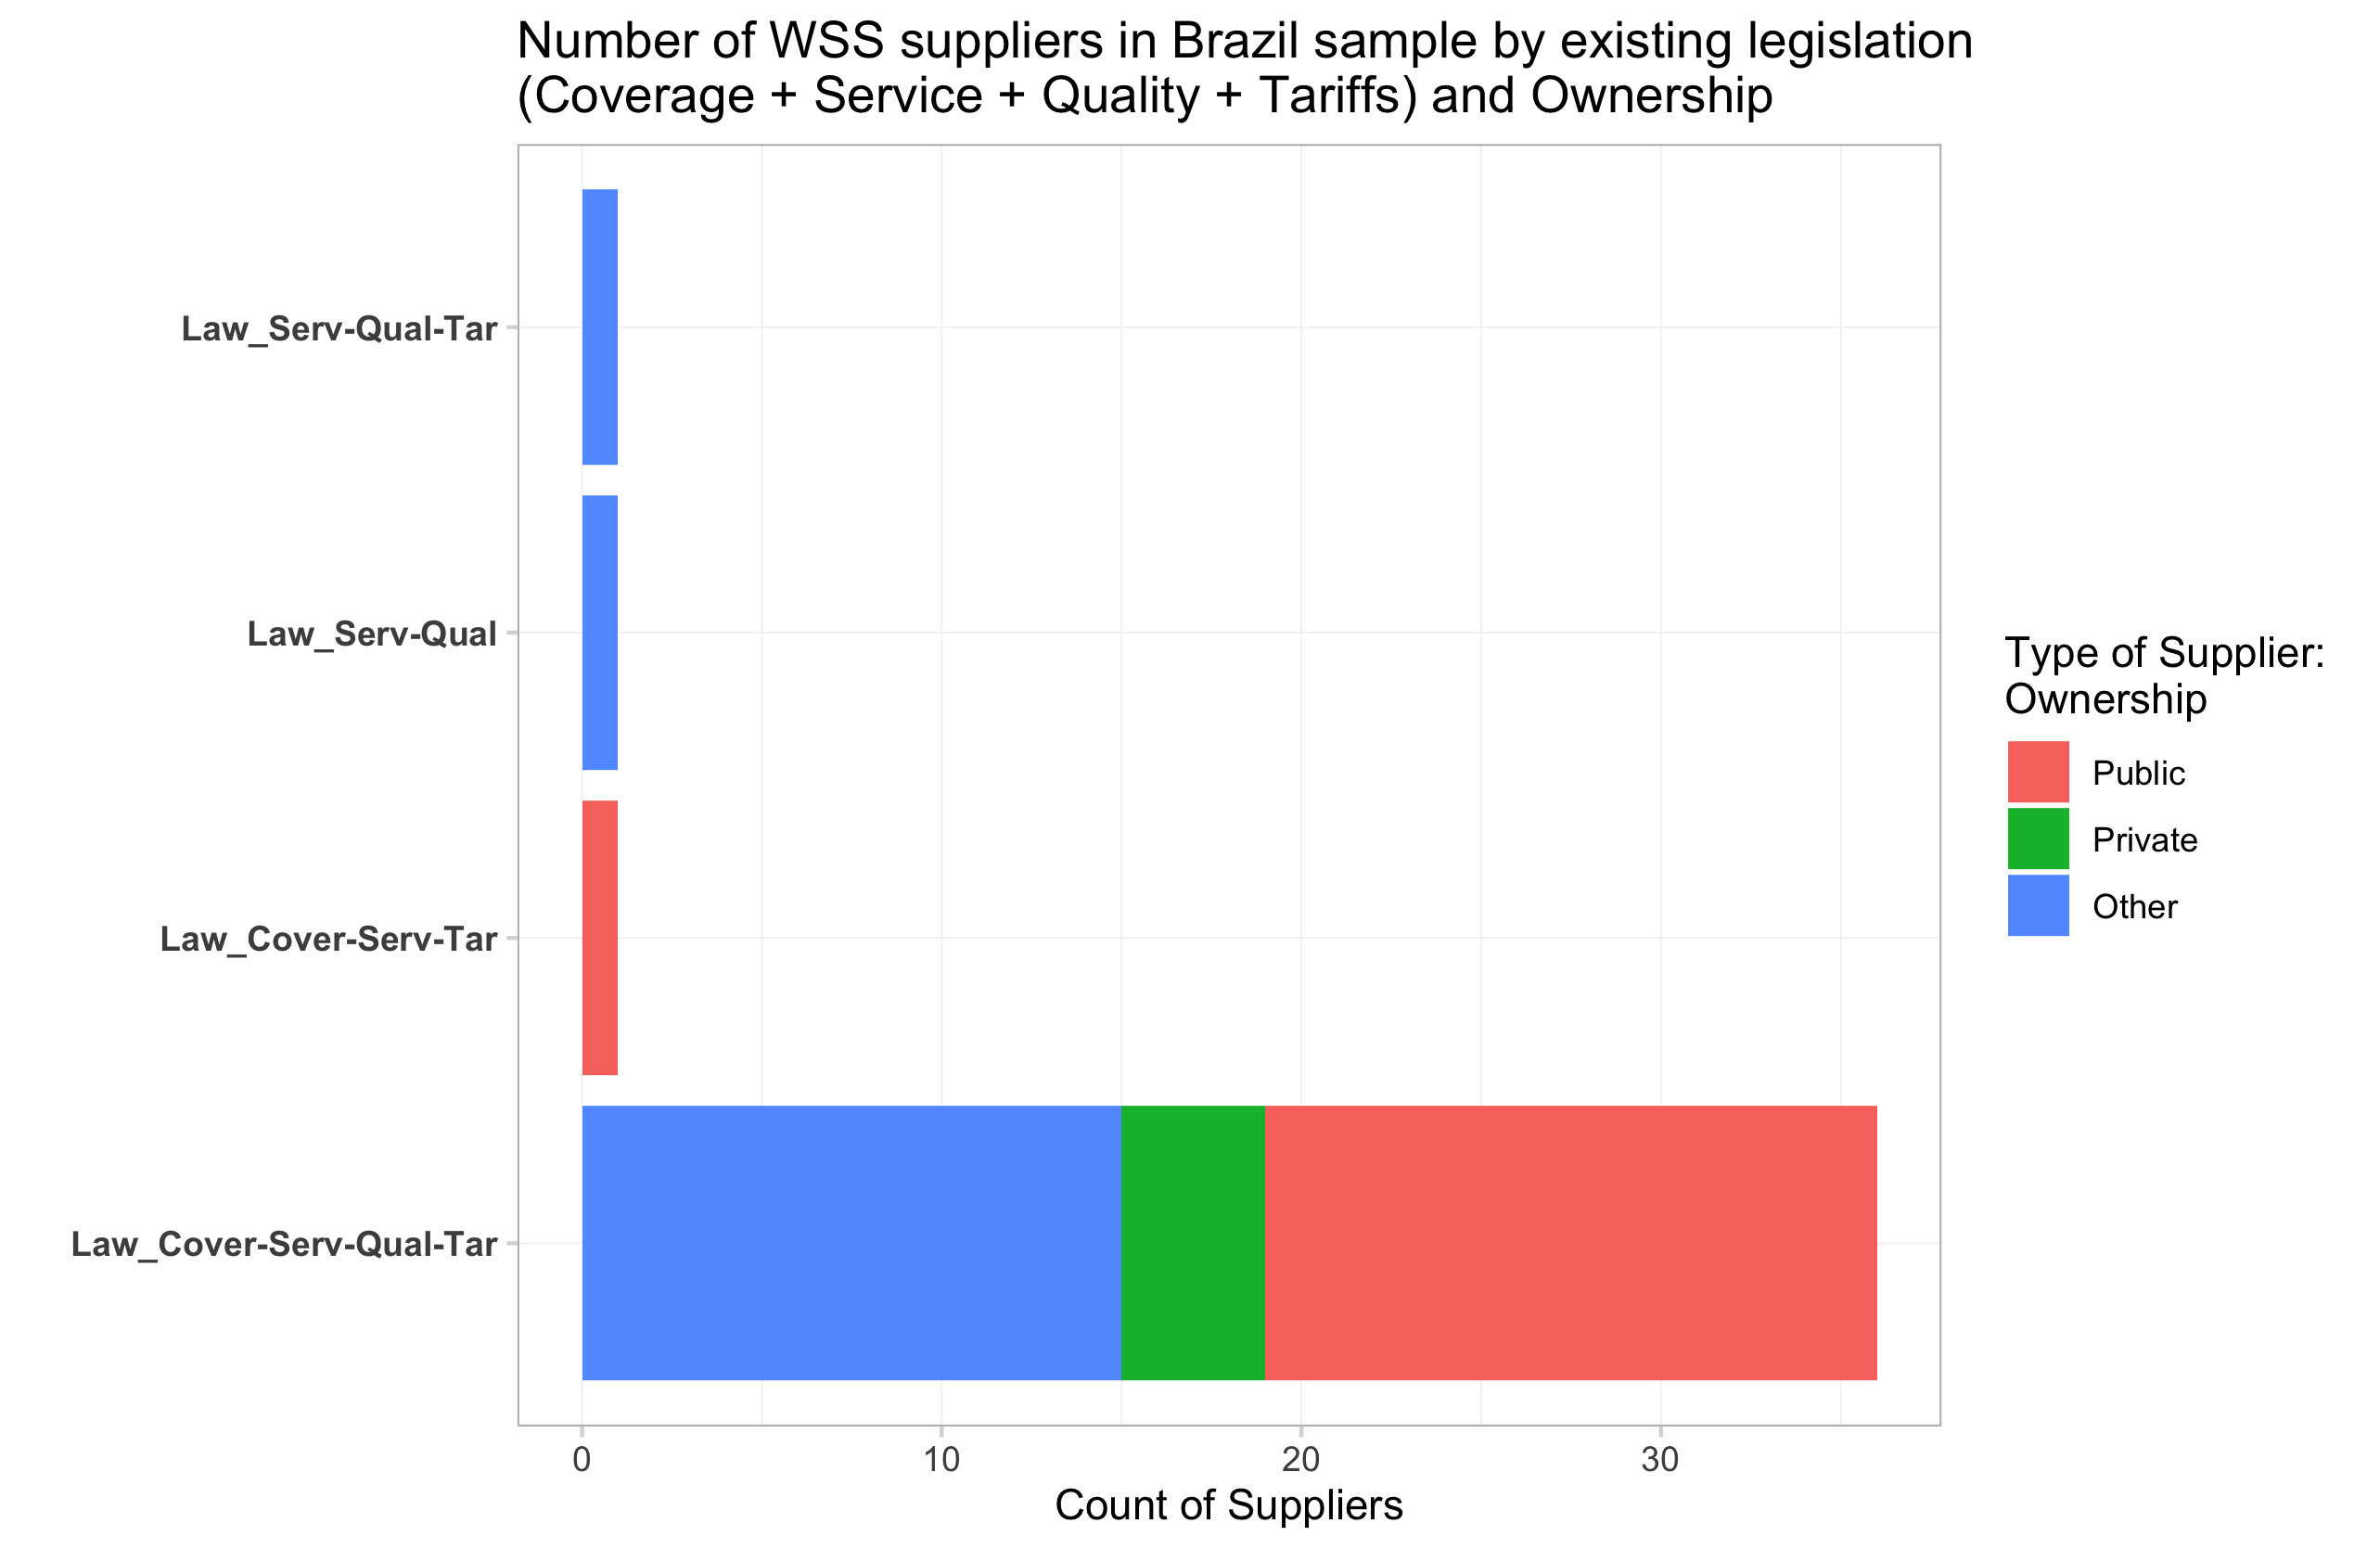 Number of WSS suppliers in Brazil sample by existing legislation
(Coverage + Service + Quality + Tariffs) and Ownership
Law_Serv-Qual-Tar
Law_Serv-Qual
Law_Cover-Serv-Tar
Law_Cover-Serv-Qual-Tar
0
10
20
30
Count of Suppliers
Type of Supplier:
Ownership
Public
Private
Other